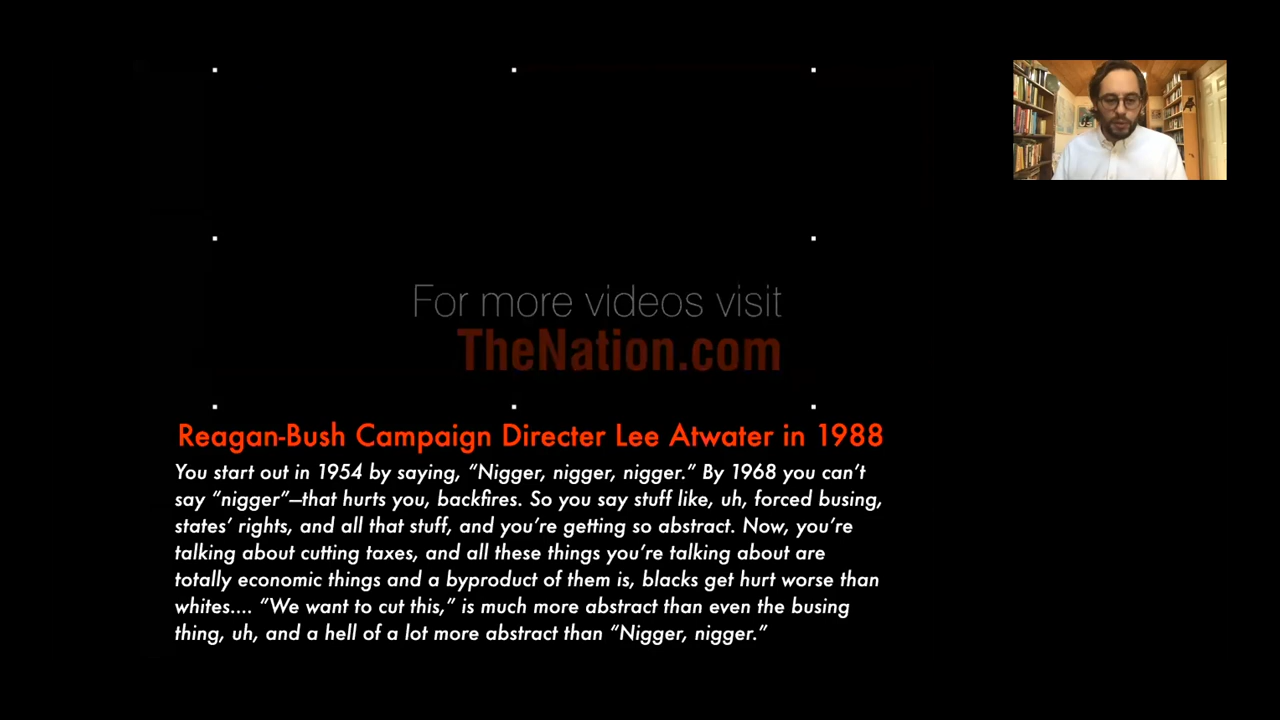 For more videos visit
TheNation.com
Reagan-Bush Campaign Directer Lee Atwater in 1988
You start out in 1954 by saying, “Nigger, nigger, nigger.” By 1968 you can’t
say “nigger”—that hurts you, backfires. So you say stuff like, uh, forced busing,
states’ rights, and all that stuff, and you’re getting so abstract. Now, you’re
talking about cutting taxes, and all these things you’re talking about are
totally economic things and a byproduct of them is, blacks get hurt worse than
whites.... “We want to cut this,” is much more abstract than even the busing
thing, uh, and a hell of a lot more abstract than “Nigger, nigger.”